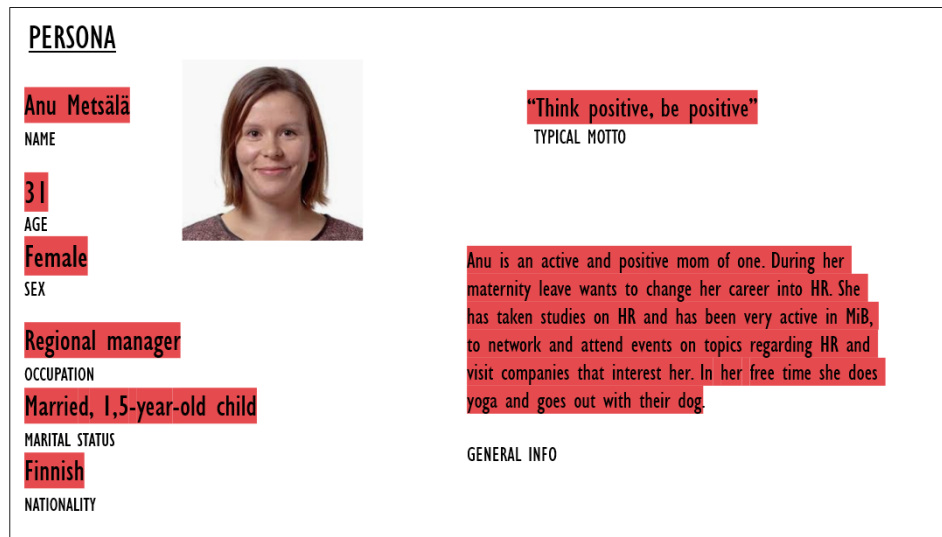 PERSONA
Anu Metsälä
NAME
31
AGE
Female
SEX
Regional manager
OCCUPATION
Married, 1,5-year-old child
MARITAL STATUS
Finnish
NATIONALITY
“Think positive, be positive”
TYPICAL MOTTO
Anu is an active and positive mom of one. During her
maternity leave wants to change her career into HR. She
has taken studies on HR and has been very active in MiB,
to network and attend events on topics regarding HR and
visit companies that interest her. In her free time she does
yoga and goes out with their dog.
GENERAL INFO